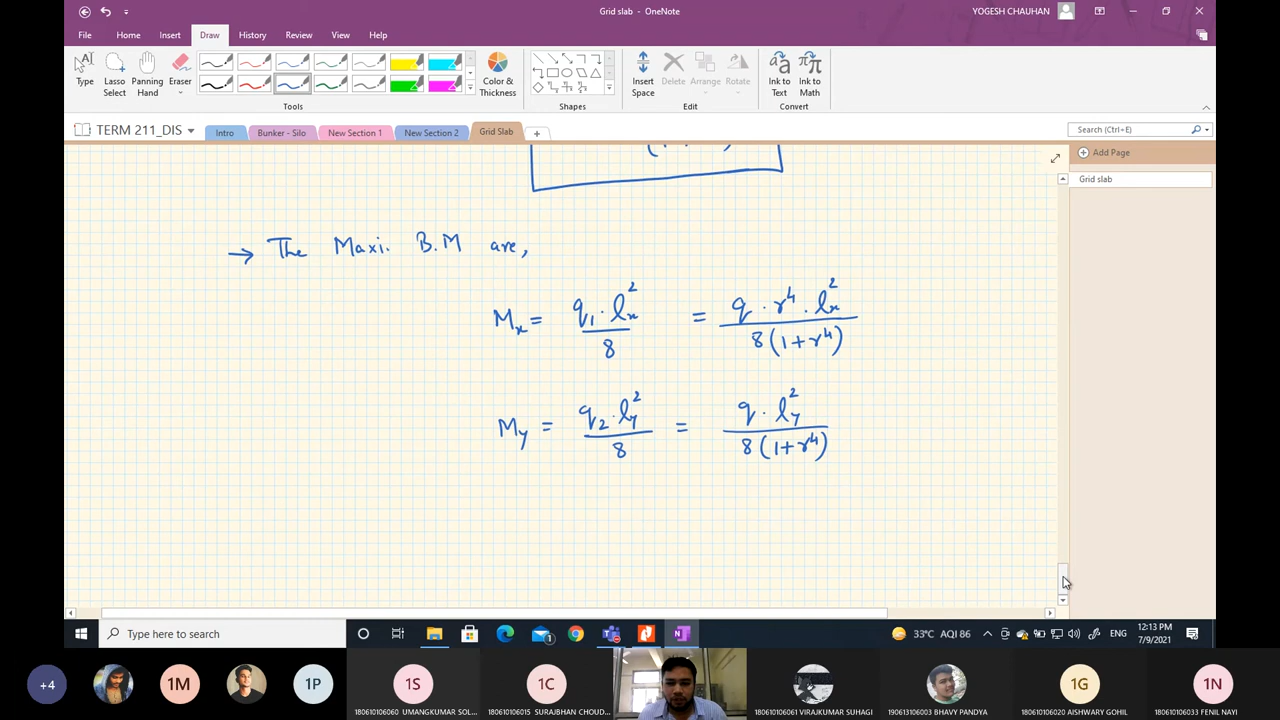 Grid slab - OneNote
YOGESH CHAUHAN
File Home Insert Draw History Review View Help
Type
Lasso Select
Panning Hand
Eraser
Color & Thickness
Insert Space
Delete
Arrange
Rotate
Ink to Text
Ink to Math
Tools Shapes Edit Convert
TERM 211_DIS
Intro
Bunker - Silo
New Section 1
New Section 2
Grid Slab
Search (Ctrl+E)
Add Page
Grid slab
→ The Maxi. B.M are,
Mx = q1 · lx² / 8 = q · r⁴ · lx² / 8(1+r⁴)
My = q2 · ly² / 8 = q · ly² / 8(1+r⁴)
Type here to search
1
33°C AQI 86
ENG
12:13 PM
7/9/2021
+4
1M
1P
1S
1C
1G
1N
180610106060 UMANGKUMAR SOL...
180610106015 SURAJBHAN CHOUD...
180610106061 VIRAJKUMAR SUHAGI
190613106003 BHAVY PANDYA
180610106020 AISHWARY GOHIL
180610106033 FENIL NAYI